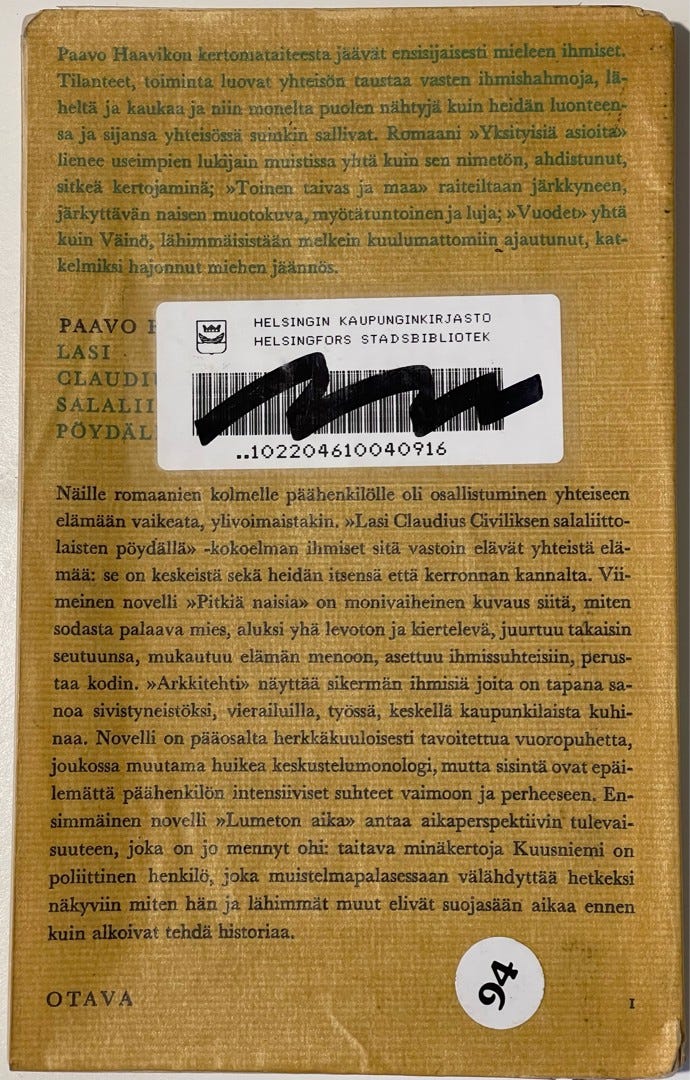 Paavo Haavikon kertomataiteesta jäävät ensisijaisesti mieleen ihmiset.
Tilanteet, toiminta luovat yhteisön taustaa vasten ihmishahmoja, lä-
heltä ja kaukaa ja niin monelta puolen nähtyjä kuin heidän luonteen-
sa ja sijansa yhteisössä suinkin sallivat. Romaani »Yksityisiä asioita»
lienee useimpien lukijain muistissa yhtä kuin sen nimetön, ahdistunut,
sitkeä kertojaminä; »Toinen taivas ja maa» raiteiltaan järkkyneen,
järkyttävän naisen muotokuva, myötätuntoinen ja luja; »Vuodet» yhtä
kuin Väinö, lähimmäisistään melkein kuulumattomiin ajautunut, kat-
kelmiksi hajonnut miehen jäännös.
PAAVO
LASI
CLAUDIU
SALALII
PÖYDÄL
HELSINGIN KAUPUNGINKIRJASTO
HELSINGFORS STADSBIBLIOTEK
..102204610040916
Näille romaanien kolmelle päähenkilölle oli osallistuminen yhteiseen
elämään vaikeata, ylivoimaistakin. »Lasi Claudius Civiliksen salaliitto-
laisten pöydällä» -kokoelman ihmiset sitä vastoin elävät yhteistä elä-
mää: se on keskeistä sekä heidän itsensä että kerronnan kannalta. Vii-
meinen novelli »Pitkiä naisia» on monivaiheinen kuvaus siitä, miten
sodasta palaava mies, aluksi yhä levoton ja kiertelevä, juurtuu takaisin
seutuunsa, mukautuu elämän menoon, asettuu ihmissuhteisiin, perus-
taa kodin. »Arkkitehti» näyttää sikermän ihmisiä joita on tapana sa-
noa sivistyneistöksi, vierailuilla, työssä, keskellä kaupunkilaista kuhi-
naa. Novelli on pääosalta herkkäkuuloisesti tavoitettua vuoropuhetta,
joukossa muutama huikea keskustelumonologi, mutta sisintä ovat epäi-
lemättä päähenkilön intensiiviset suhteet vaimoon ja perheeseen. En-
simmäinen novelli »Lumeton aika» antaa aikaperspektiivin tulevai-
suuteen, joka on jo mennyt ohi: taitava minäkertoja Kuusniemi on
poliittinen henkilö, joka muistelmapalasessaan välähdyttää hetkeksi
näkyviin miten hän ja lähimmät muut elivät suojasään aikaa ennen
kuin alkoivat tehdä historiaa.
OTAVA
94
1